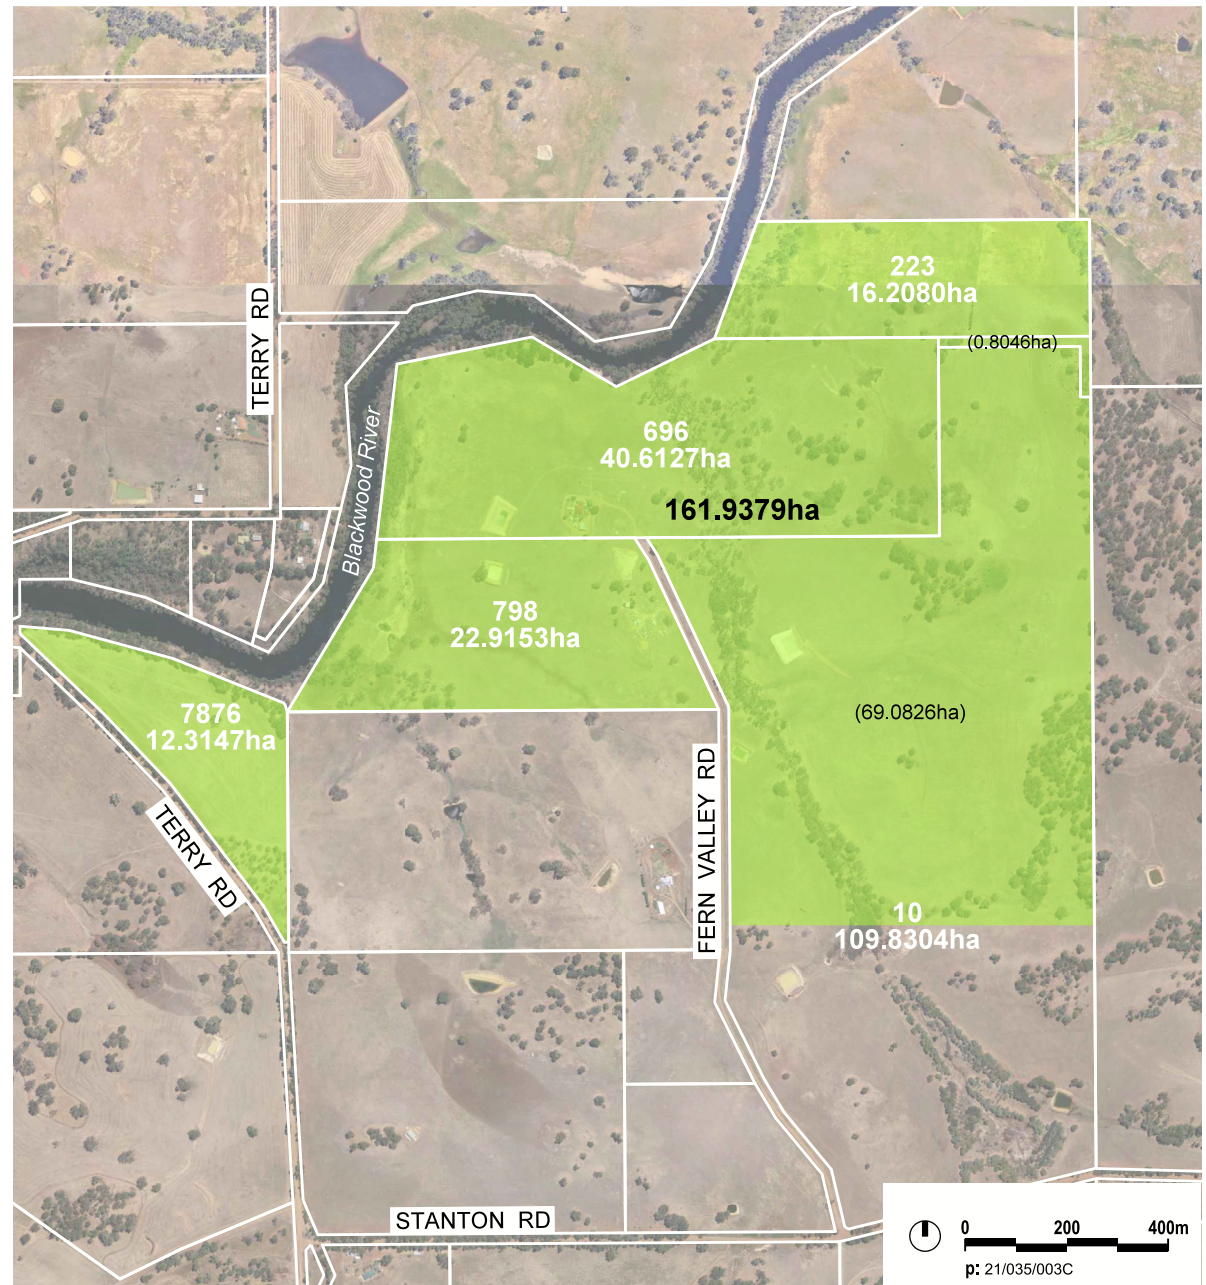 223
16.2080ha
(0.8046ha)
TERRY RD
Blackwood River
696
40.6127ha
161.9379ha
798
22.9153ha
7876
12.3147ha
(69.0826ha)
TERRY RD
FERN VALLEY RD
10
109.8304ha
STANTON RD
0 200 400m
p: 21/035/003C